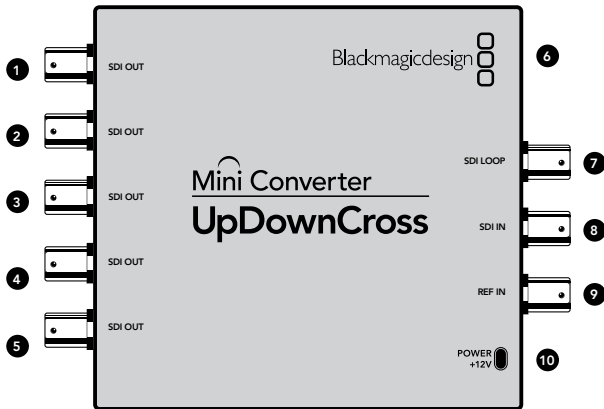 1
SDI OUT
2
SDI OUT
3
SDI OUT
4
SDI OUT
5
SDI OUT
Blackmagicdesign
6
Mini Converter
UpDownCross
SDI LOOP
7
SDI IN
8
REF IN
9
POWER
+12V
10